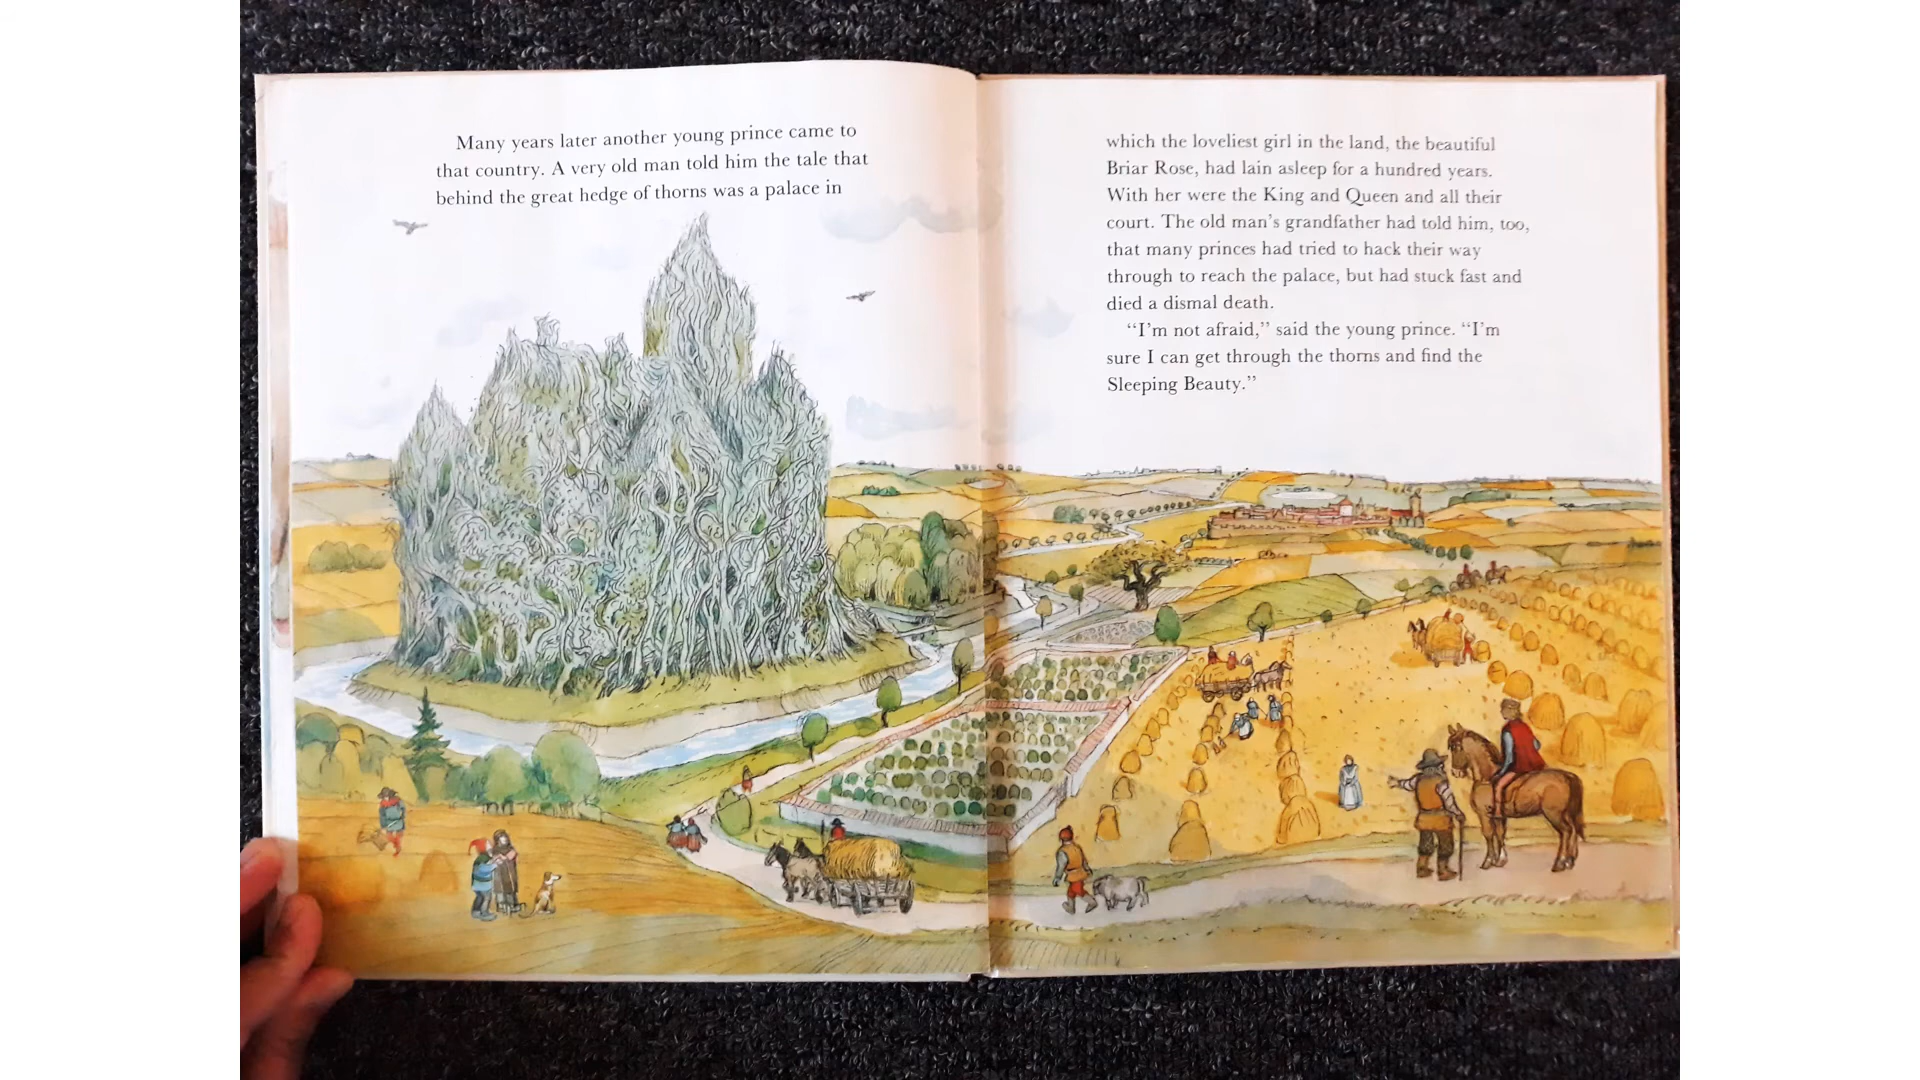 Many years later another young prince came to
that country. A very old man told him the tale that
behind the great hedge of thorns was a palace in
which the loveliest girl in the land, the beautiful
Briar Rose, had lain asleep for a hundred years.
With her were the King and Queen and all their
court. The old man’s grandfather had told him, too,
that many princes had tried to hack their way
through to reach the palace, but had stuck fast and
died a dismal death.
“I’m not afraid,” said the young prince. “I’m
sure I can get through the thorns and find the
Sleeping Beauty.”